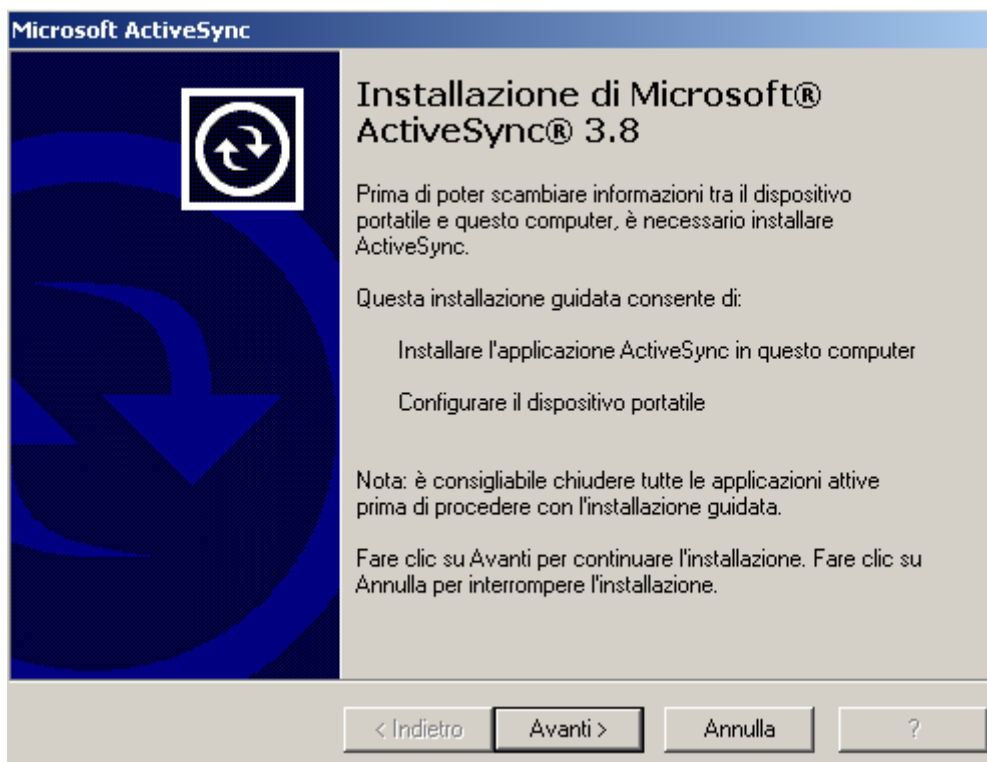 Microsoft ActiveSync
Installazione di Microsoft®
ActiveSync® 3.8
Prima di poter scambiare informazioni tra il dispositivo
portatile e questo computer, è necessario installare
ActiveSync.
Questa installazione guidata consente di:
Installare l'applicazione ActiveSync in questo computer
Configurare il dispositivo portatile
Nota: è consigliabile chiudere tutte le applicazioni attive
prima di procedere con l'installazione guidata.
Fare clic su Avanti per continuare l'installazione. Fare clic su
Annulla per interrompere l'installazione.
< Indietro Avanti > Annulla ?